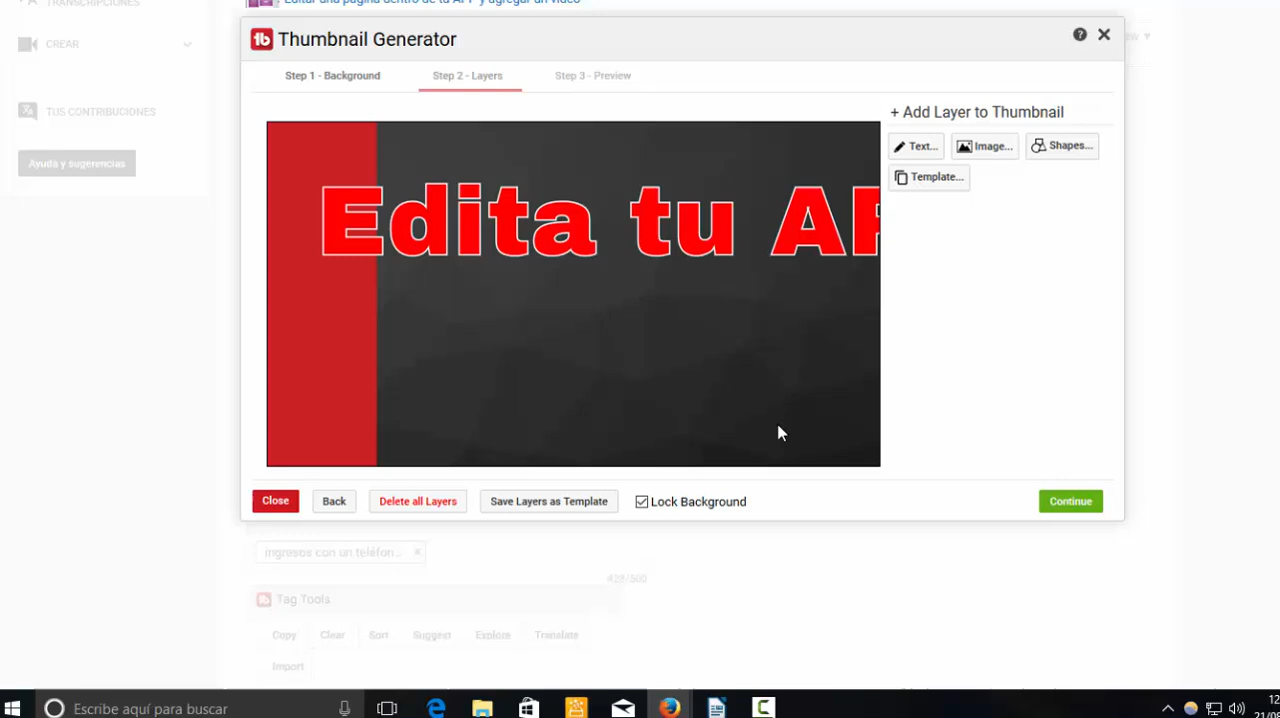 Editar una página dentro de tu APP y agregar un video
TRANSCRIPCIONES
CREAR
TUS CONTRIBUCIONES
Ayuda y sugerencias
Thumbnail Generator
Step 1 - Background
Step 2 - Layers
Step 3 - Preview
+ Add Layer to Thumbnail
Text...
Image...
Shapes...
Template...
Edita tu AP
Close
Back
Delete all Layers
Save Layers as Template
Lock Background
Continue
ingresos con un teléfon...
428/500
Tag Tools
Copy
Clear
Sort
Suggest
Explore
Translate
Import
Escribe aquí para buscar